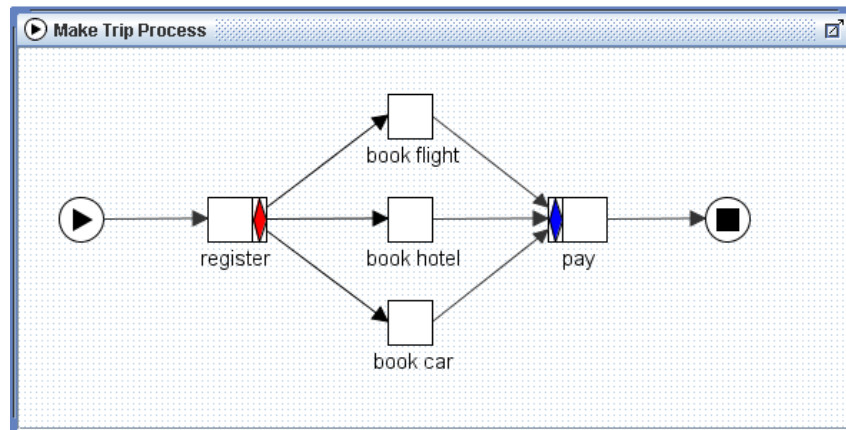 Make Trip Process
book flight
register
book hotel
pay
book car